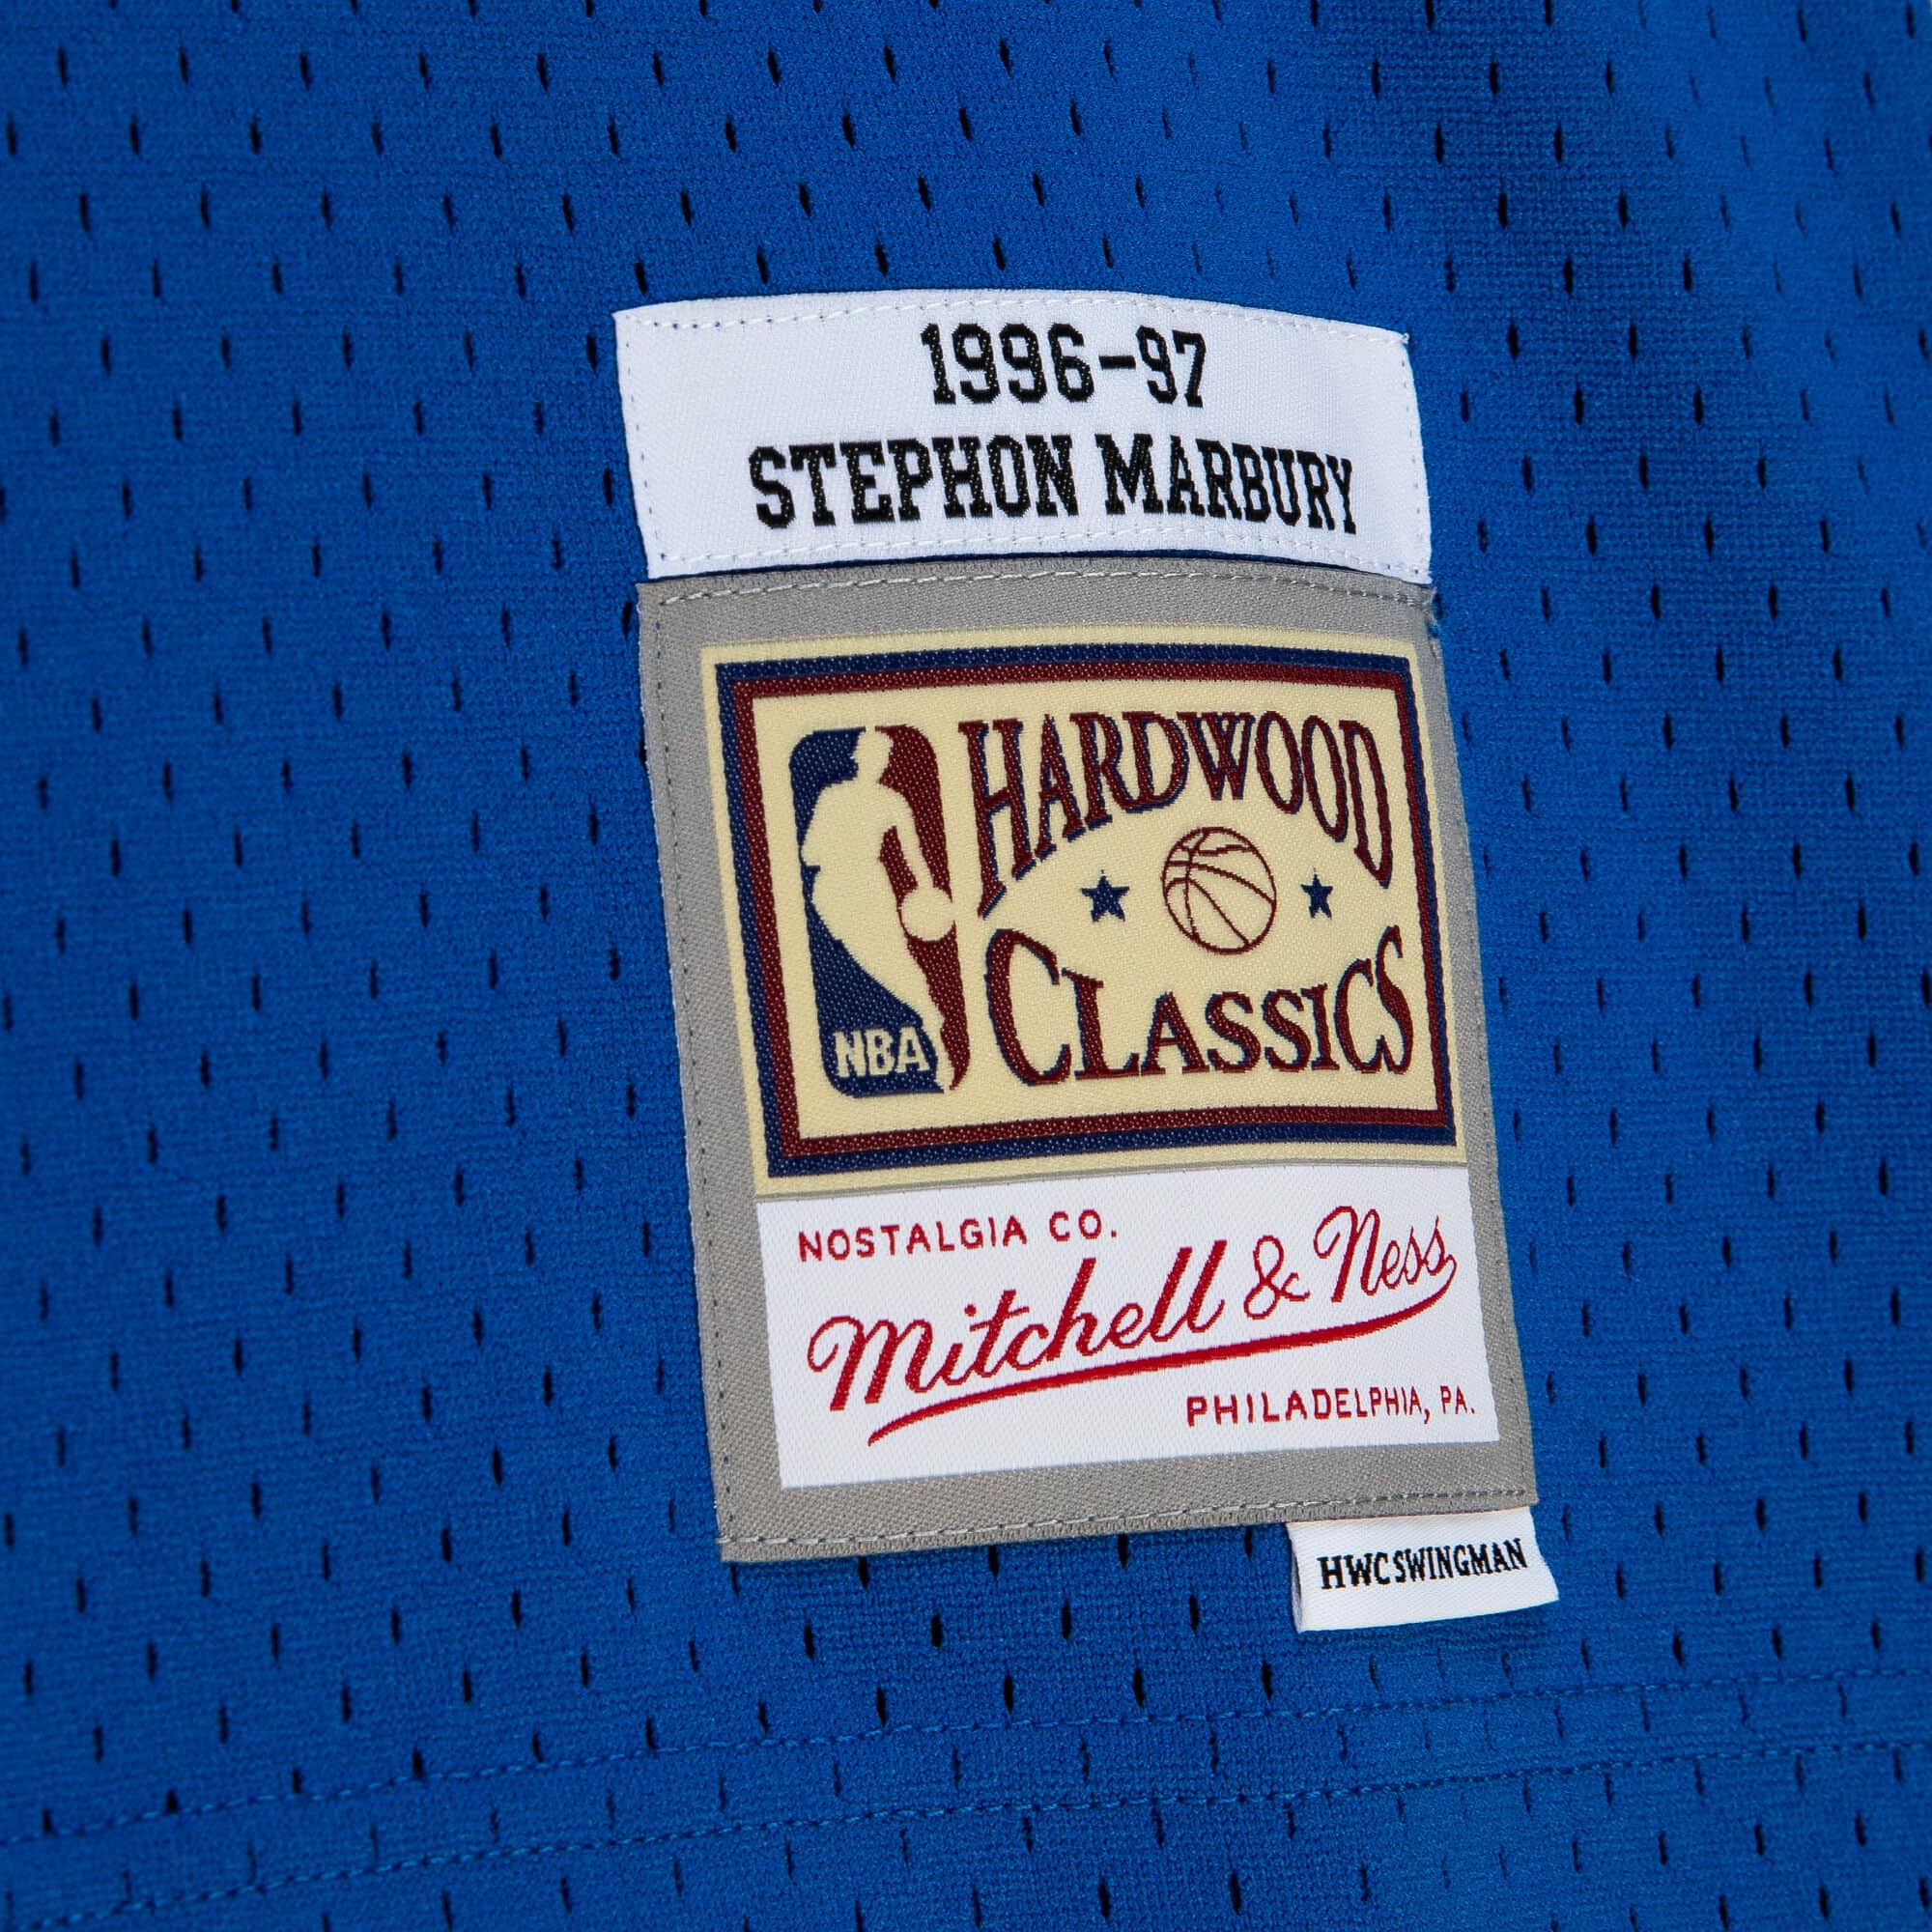 1996-97
STEPHON MARBURY
HARDWOOD
CLASSICS
NBA
NOSTALGIA CO.
Mitchell & Ness
PHILADELPHIA, PA.
HWC SWINGMAN